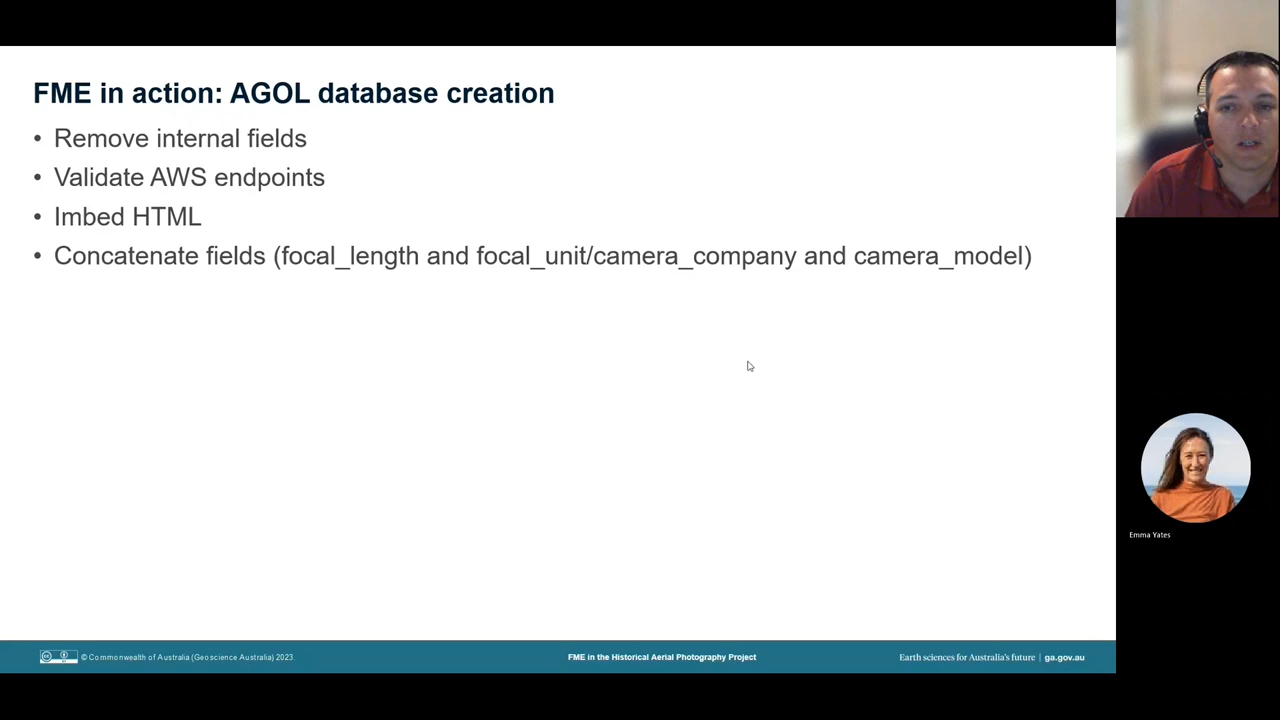 FME in action: AGOL database creation
• Remove internal fields
• Validate AWS endpoints
• Imbed HTML
• Concatenate fields (focal_length and focal_unit/camera_company and camera_model)
Emma Yates
© Commonwealth of Australia (Geoscience Australia) 2023.
FME in the Historical Aerial Photography Project
Earth sciences for Australia's future | ga.gov.au